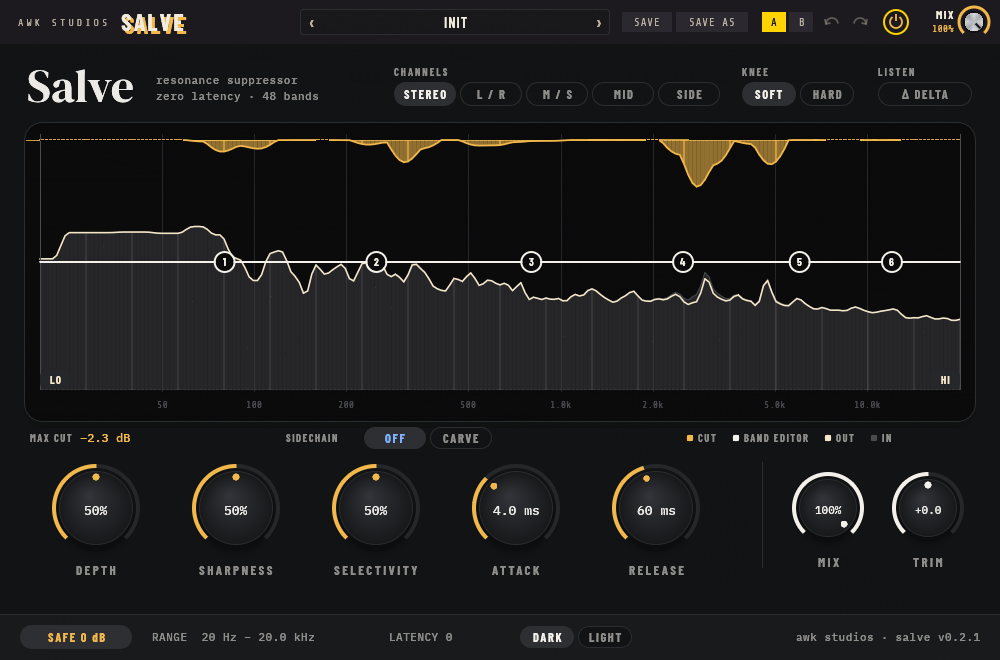 AWK STUDIOS SALVE ‹ INIT › SAVE SAVE AS A B MIX 100%
Salve
resonance suppressor
zero latency · 48 bands
CHANNELS
STEREO L / R M / S MID SIDE
KNEE
SOFT HARD
LISTEN
Δ DELTA
1 2 3 4 5 6
LO HI
50 100 200 500 1.0k 2.0k 5.0k 10.0k
MAX CUT −2.3 dB SIDECHAIN OFF CARVE CUT BAND EDITOR OUT IN
50% 50% 50% 4.0 ms 60 ms 100% +0.0
DEPTH SHARPNESS SELECTIVITY ATTACK RELEASE MIX TRIM
SAFE 0 dB RANGE 20 Hz – 20.0 kHz LATENCY 0 DARK LIGHT awk studios · salve v0.2.1